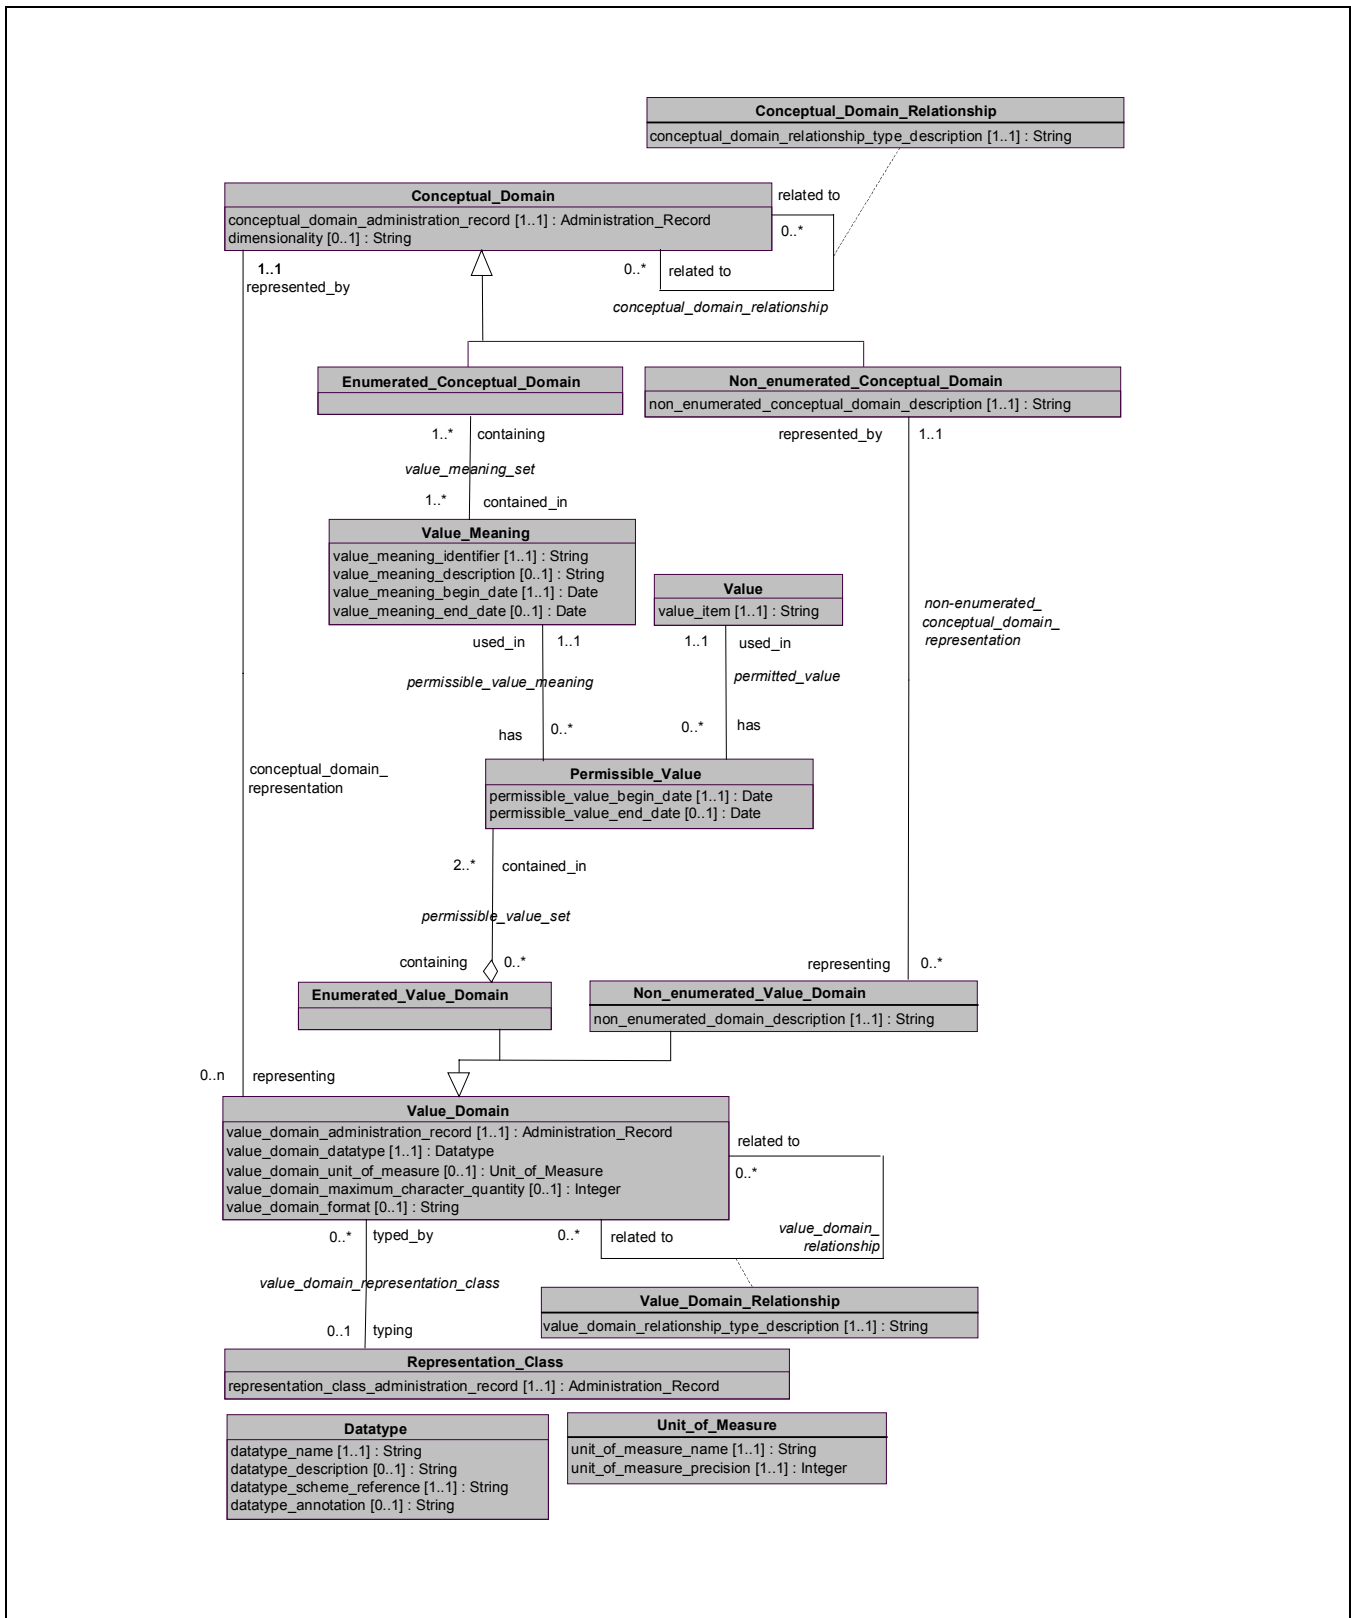 Conceptual_Domain_Relationship
conceptual_domain_relationship_type_description [1..1] : String
Conceptual_Domain
conceptual_domain_administration_record [1..1] : Administration_Record
dimensionality [0..1] : String
related to
0..*
1..1
represented_by
0..*
related to
conceptual_domain_relationship
Enumerated_Conceptual_Domain
Non_enumerated_Conceptual_Domain
non_enumerated_conceptual_domain_description [1..1] : String
1..*
containing
represented_by
1..1
value_meaning_set
1..*
contained_in
Value_Meaning
value_meaning_identifier [1..1] : String
value_meaning_description [0..1] : String
value_meaning_begin_date [1..1] : Date
value_meaning_end_date [0..1] : Date
Value
value_item [1..1] : String
non-enumerated_
conceptual_domain_
representation
used_in
1..1
1..1
used_in
permissible_value_meaning
permitted_value
has
0..*
0..*
has
conceptual_domain_
representation
Permissible_Value
permissible_value_begin_date [1..1] : Date
permissible_value_end_date [0..1] : Date
2..*
contained_in
permissible_value_set
containing
0..*
representing
0..*
Enumerated_Value_Domain
Non_enumerated_Value_Domain
non_enumerated_domain_description [1..1] : String
0..n
representing
Value_Domain
value_domain_administration_record [1..1] : Administration_Record
value_domain_datatype [1..1] : Datatype
value_domain_unit_of_measure [0..1] : Unit_of_Measure
value_domain_maximum_character_quantity [0..1] : Integer
value_domain_format [0..1] : String
related to
0..*
0..*
typed_by
0..*
related to
value_domain_
relationship
value_domain_representation_class
Value_Domain_Relationship
value_domain_relationship_type_description [1..1] : String
0..1
typing
Representation_Class
representation_class_administration_record [1..1] : Administration_Record
Datatype
datatype_name [1..1] : String
datatype_description [0..1] : String
datatype_scheme_reference [1..1] : String
datatype_annotation [0..1] : String
Unit_of_Measure
unit_of_measure_name [1..1] : String
unit_of_measure_precision [1..1] : Integer